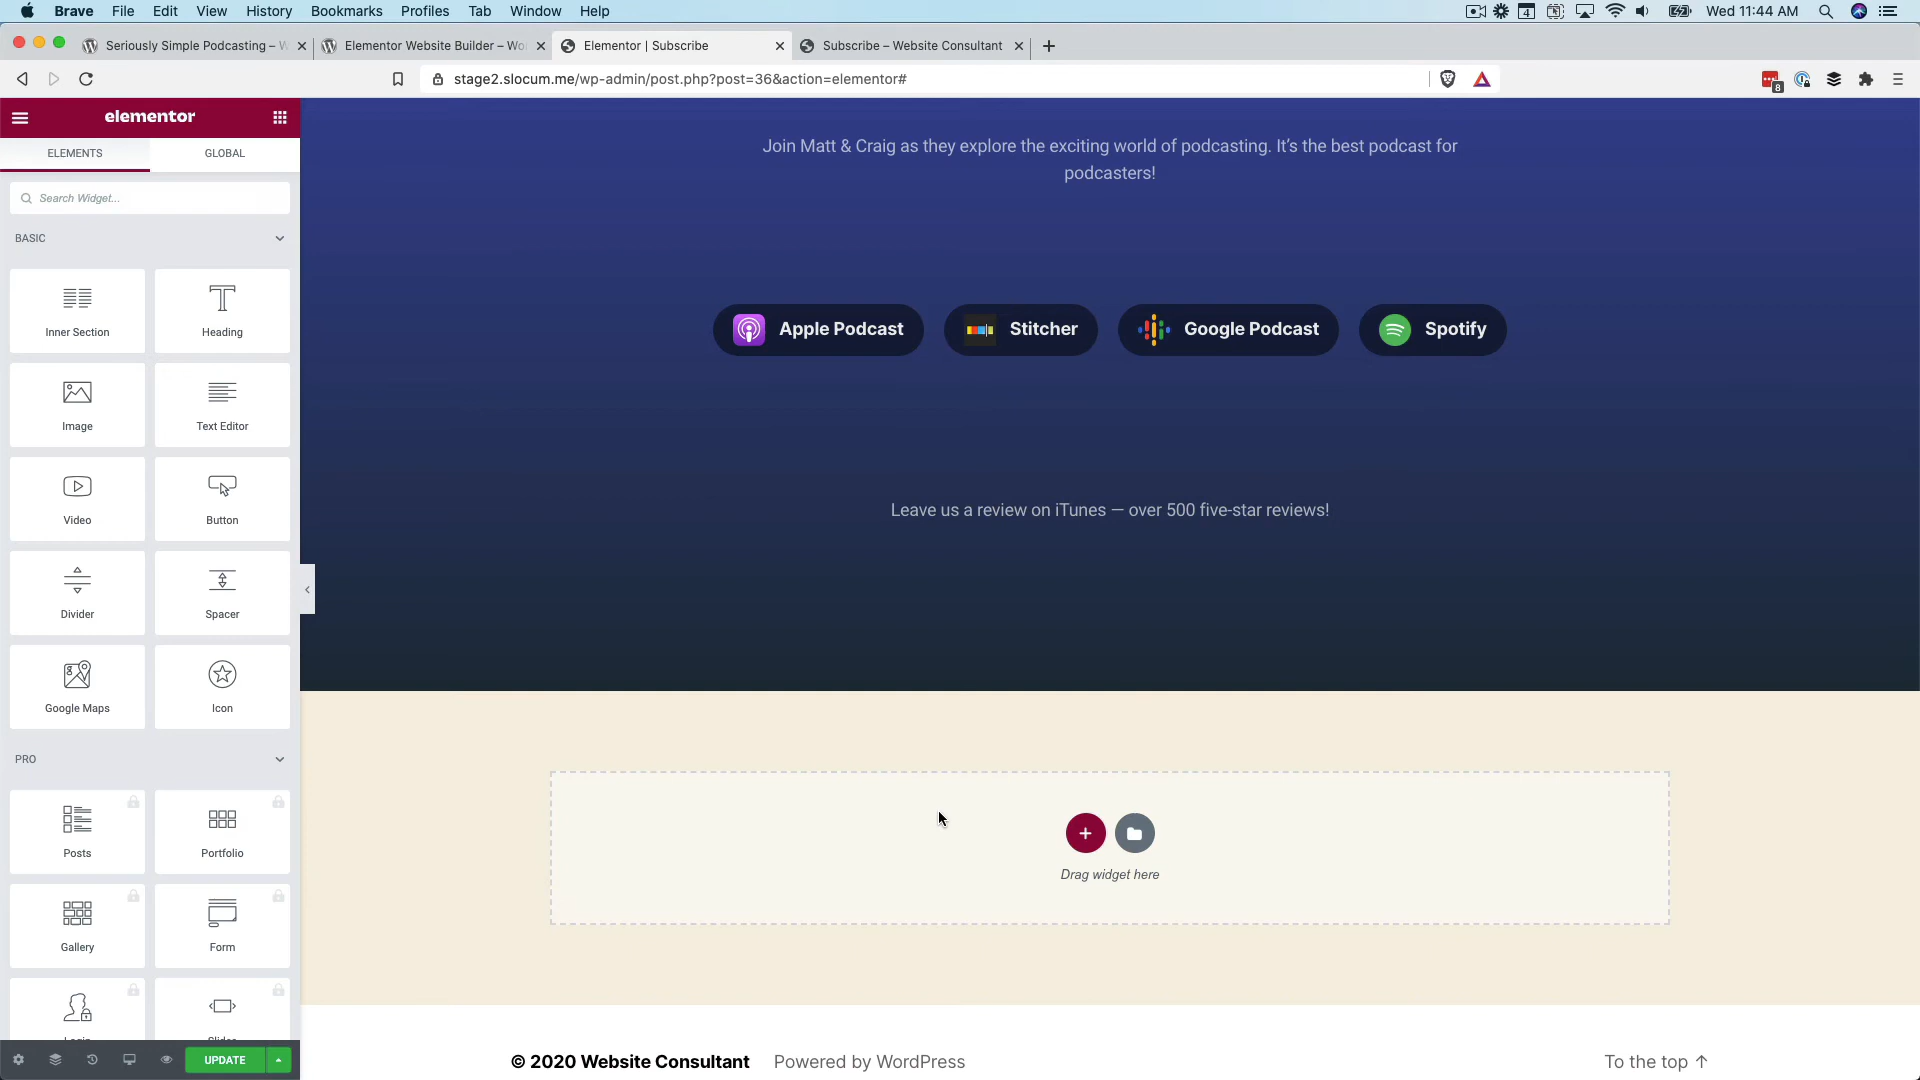 Brave File Edit View History Bookmarks Profiles Tab Window Help
4
Wed 11:44 AM
Seriously Simple Podcasting – W
Elementor Website Builder – Wo
Elementor | Subscribe
Subscribe – Website Consultant
stage2.slocum.me/wp-admin/post.php?post=36&action=elementor#
8
elementor
ELEMENTS GLOBAL
Search Widget...
BASIC
Inner Section
Heading
Image
Text Editor
Video
Button
Divider
Spacer
Google Maps
Icon
PRO
Posts
Portfolio
Gallery
Form
UPDATE
Join Matt & Craig as they explore the exciting world of podcasting. It’s the best podcast for
podcasters!
Apple Podcast
Stitcher
Google Podcast
Spotify
Leave us a review on iTunes — over 500 five-star reviews!
Drag widget here
© 2020 Website Consultant Powered by WordPress
To the top ↑